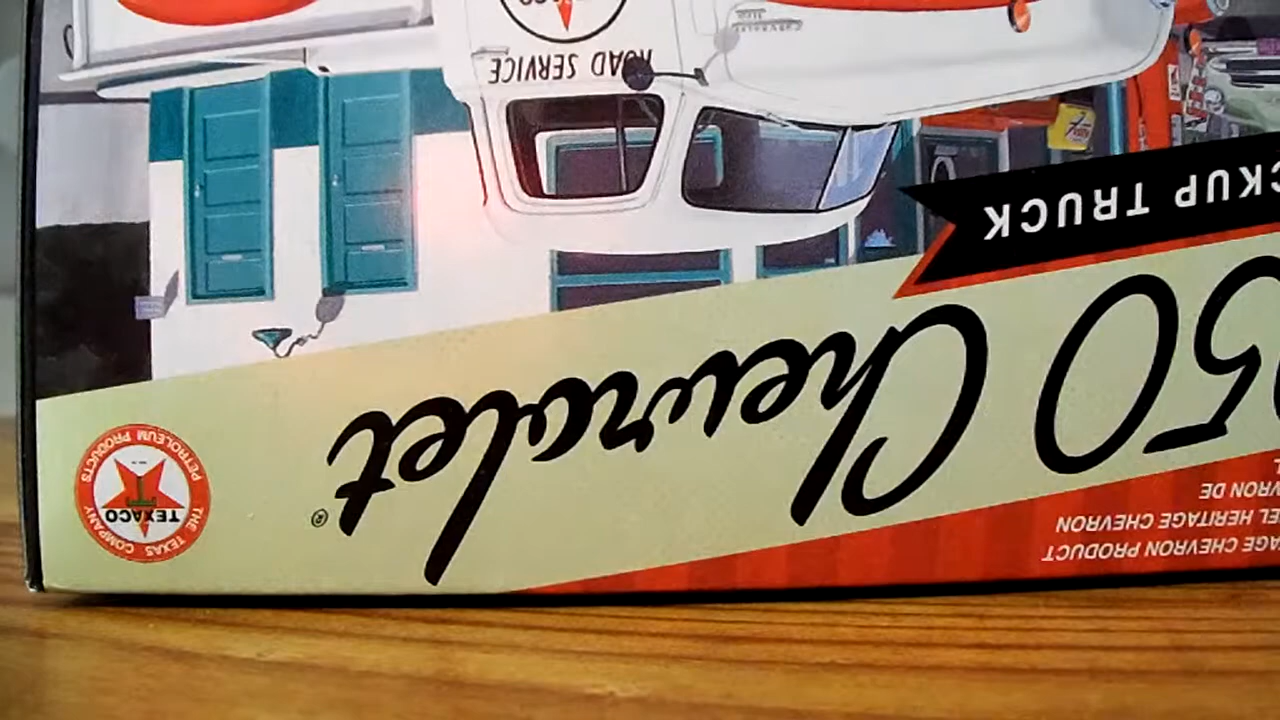 AGE CHEVRON PRODUCT
EL HERITAGE CHEVRON
VRON DE
50 Chevrolet®
THE TEXAS COMPANY
TEXACO
PETROLEUM PRODUCTS
CKUP TRUCK
ROAD SERVICE